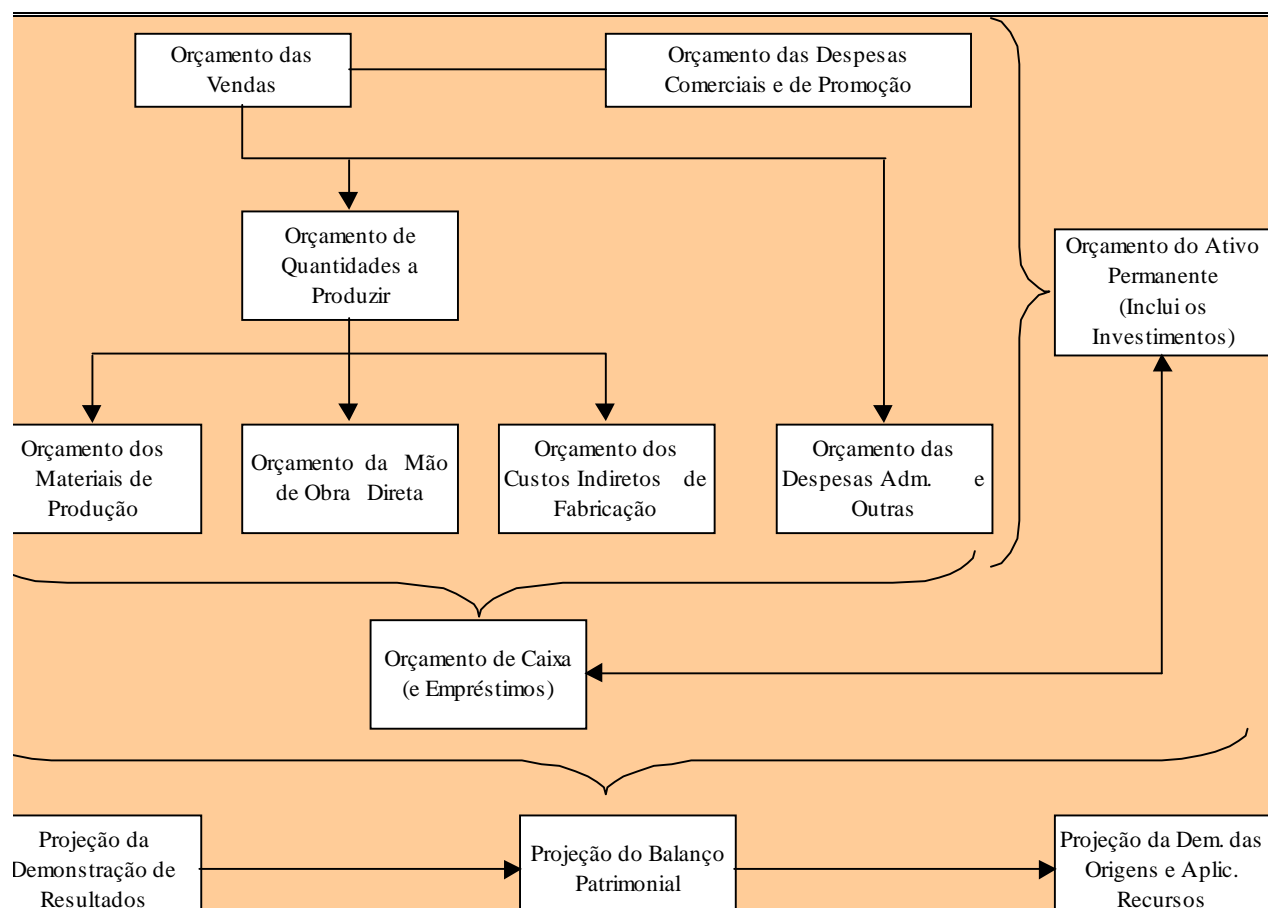 Orçamento das
Vendas
Orçamento das Despesas
Comerciais e de Promoção
Orçamento de
Quantidades a
Produzir
Orçamento do Ativo
Permanente
(Inclui os
Investimentos)
Orçamento dos
Materiais de
Produção
Orçamento da Mão
de Obra Direta
Orçamento dos
Custos Indiretos de
Fabricação
Orçamento das
Despesas Adm. e
Outras
Orçamento de Caixa
(e Empréstimos)
Projeção da
Demonstração de
Resultados
Projeção do Balanço
Patrimonial
Projeção da Dem. das
Origens e Aplic.
Recursos